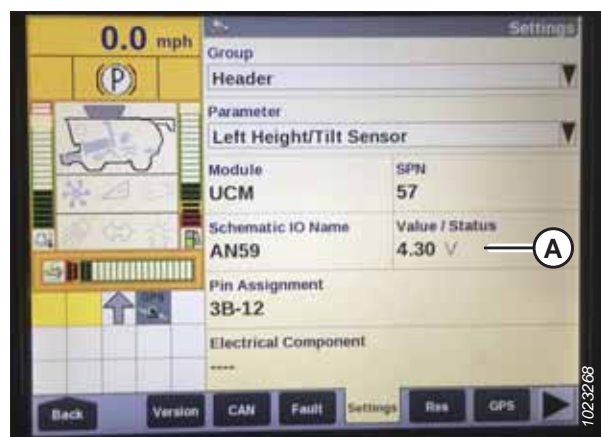 0.0 mph
Settings
Group
(P)
Header
Parameter
Left Height/Tilt Sensor
Module
SPN
UCM
57
Schematic IO Name
Value / Status
AN59
4.30 V
A
Pin Assignment
3B-12
Electrical Component
----
Back
Version
CAN
Fault
Settings
Res
GPS
1023268